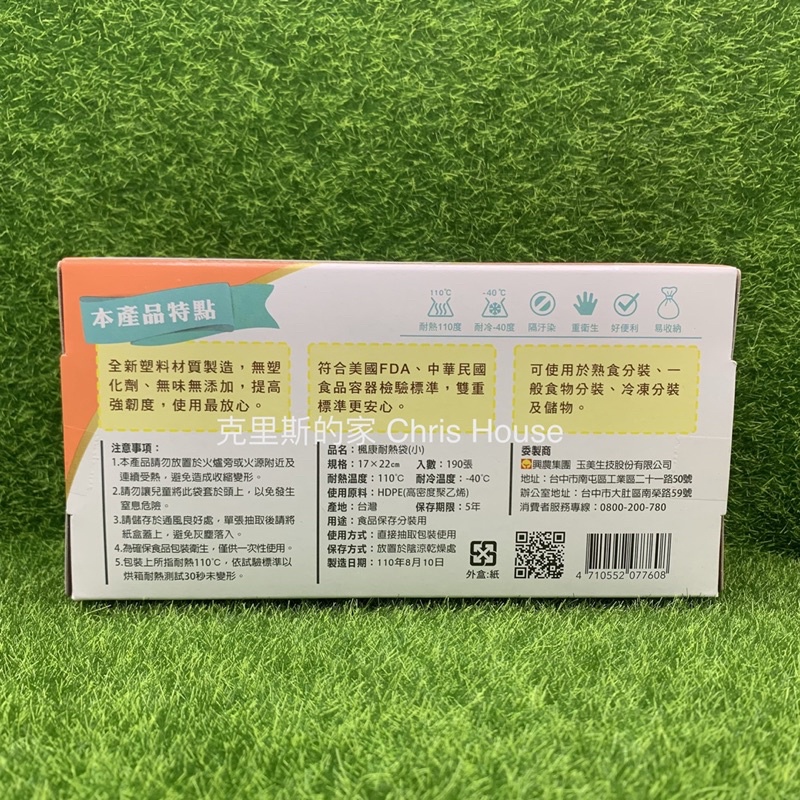 本產品特點
110℃
耐熱110度
-40℃
耐冷-40度
隔汙染
重衛生
好便利
易收納
全新塑料材質製造，無塑
化劑、無味無添加，提高
強韌度，使用最放心。
符合美國FDA、中華民國
食品容器檢驗標準，雙重
標準更安心。
可使用於熟食分裝、一
般食物分裝、冷凍分裝
及儲物。
克里斯的家 Chris House
注意事項：
1.本產品請勿放置於火爐旁或火源附近及
連續受熱，避免造成收縮變形。
2.請勿讓兒童將此袋套於頭上，以免發生
窒息危險。
3.請儲存於通風良好處，單張抽取後請將
紙盒蓋上，避免灰塵落入。
4.為確保食品包裝衛生，僅供一次性使用。
5.包裝上所指耐熱110℃，依試驗標準以
烘箱耐熱測試30秒未變形。
品名：楓康耐熱袋(小)
規格：17×22cm 入數：190張
耐熱溫度：110℃ 耐冷溫度：-40℃
使用原料：HDPE(高密度聚乙烯)
產地：台灣 保存期限：5年
用途：食品保存分裝用
使用方式：直接抽取包裝使用
保存方式：放置於陰涼乾燥處
製造日期：110年8月10日
外盒:紙
委製商
興農集團 玉美生技股份有限公司
地址：台中市南屯區工業區二十一路50號
辦公室地址：台中市大肚區南榮路59號
消費者服務專線：0800-200-780
4 710552 077608